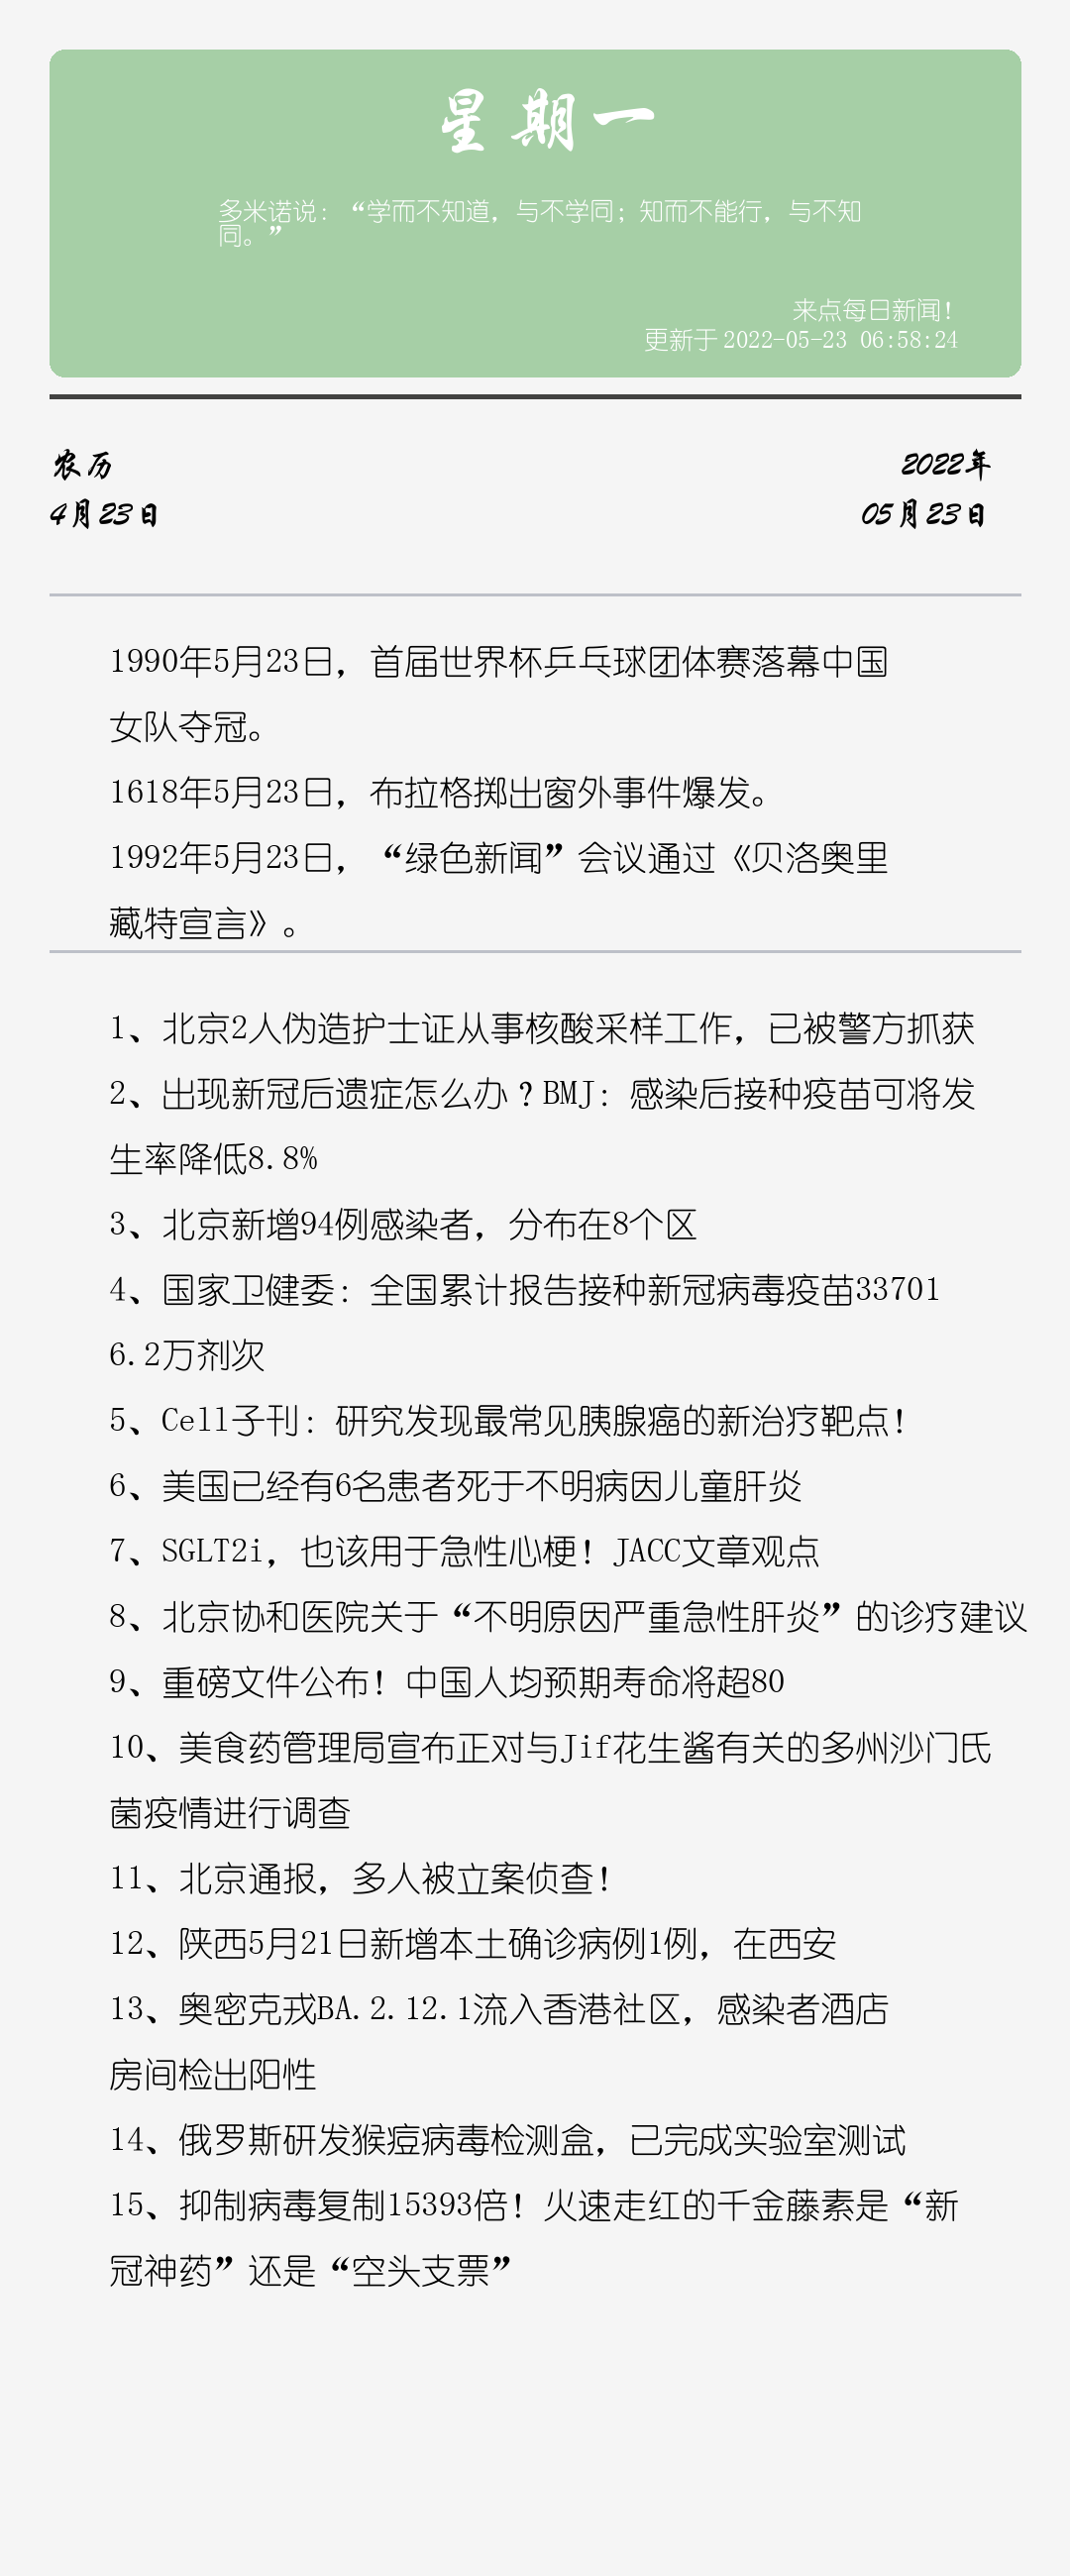 星期一
多米诺说：“学而不知道，与不学同；知而不能行，与不知
同。”
来点每日新闻！
更新于 2022-05-23 06:58:24
农历
2022年
4月23日
05月23日
1990年5月23日，首届世界杯乒乓球团体赛落幕中国
女队夺冠。
1618年5月23日，布拉格掷出窗外事件爆发。
1992年5月23日，“绿色新闻”会议通过《贝洛奥里
藏特宣言》。
1、北京2人伪造护士证从事核酸采样工作，已被警方抓获
2、出现新冠后遗症怎么办？BMJ：感染后接种疫苗可将发
生率降低8.8%
3、北京新增94例感染者，分布在8个区
4、国家卫健委：全国累计报告接种新冠病毒疫苗33701
6.2万剂次
5、Cell子刊：研究发现最常见胰腺癌的新治疗靶点！
6、美国已经有6名患者死于不明病因儿童肝炎
7、SGLT2i，也该用于急性心梗！JACC文章观点
8、北京协和医院关于“不明原因严重急性肝炎”的诊疗建议
9、重磅文件公布！中国人均预期寿命将超80
10、美食药管理局宣布正对与Jif花生酱有关的多州沙门氏
菌疫情进行调查
11、北京通报，多人被立案侦查！
12、陕西5月21日新增本土确诊病例1例，在西安
13、奥密克戎BA.2.12.1流入香港社区，感染者酒店
房间检出阳性
14、俄罗斯研发猴痘病毒检测盒，已完成实验室测试
15、抑制病毒复制15393倍！火速走红的千金藤素是“新
冠神药”还是“空头支票”